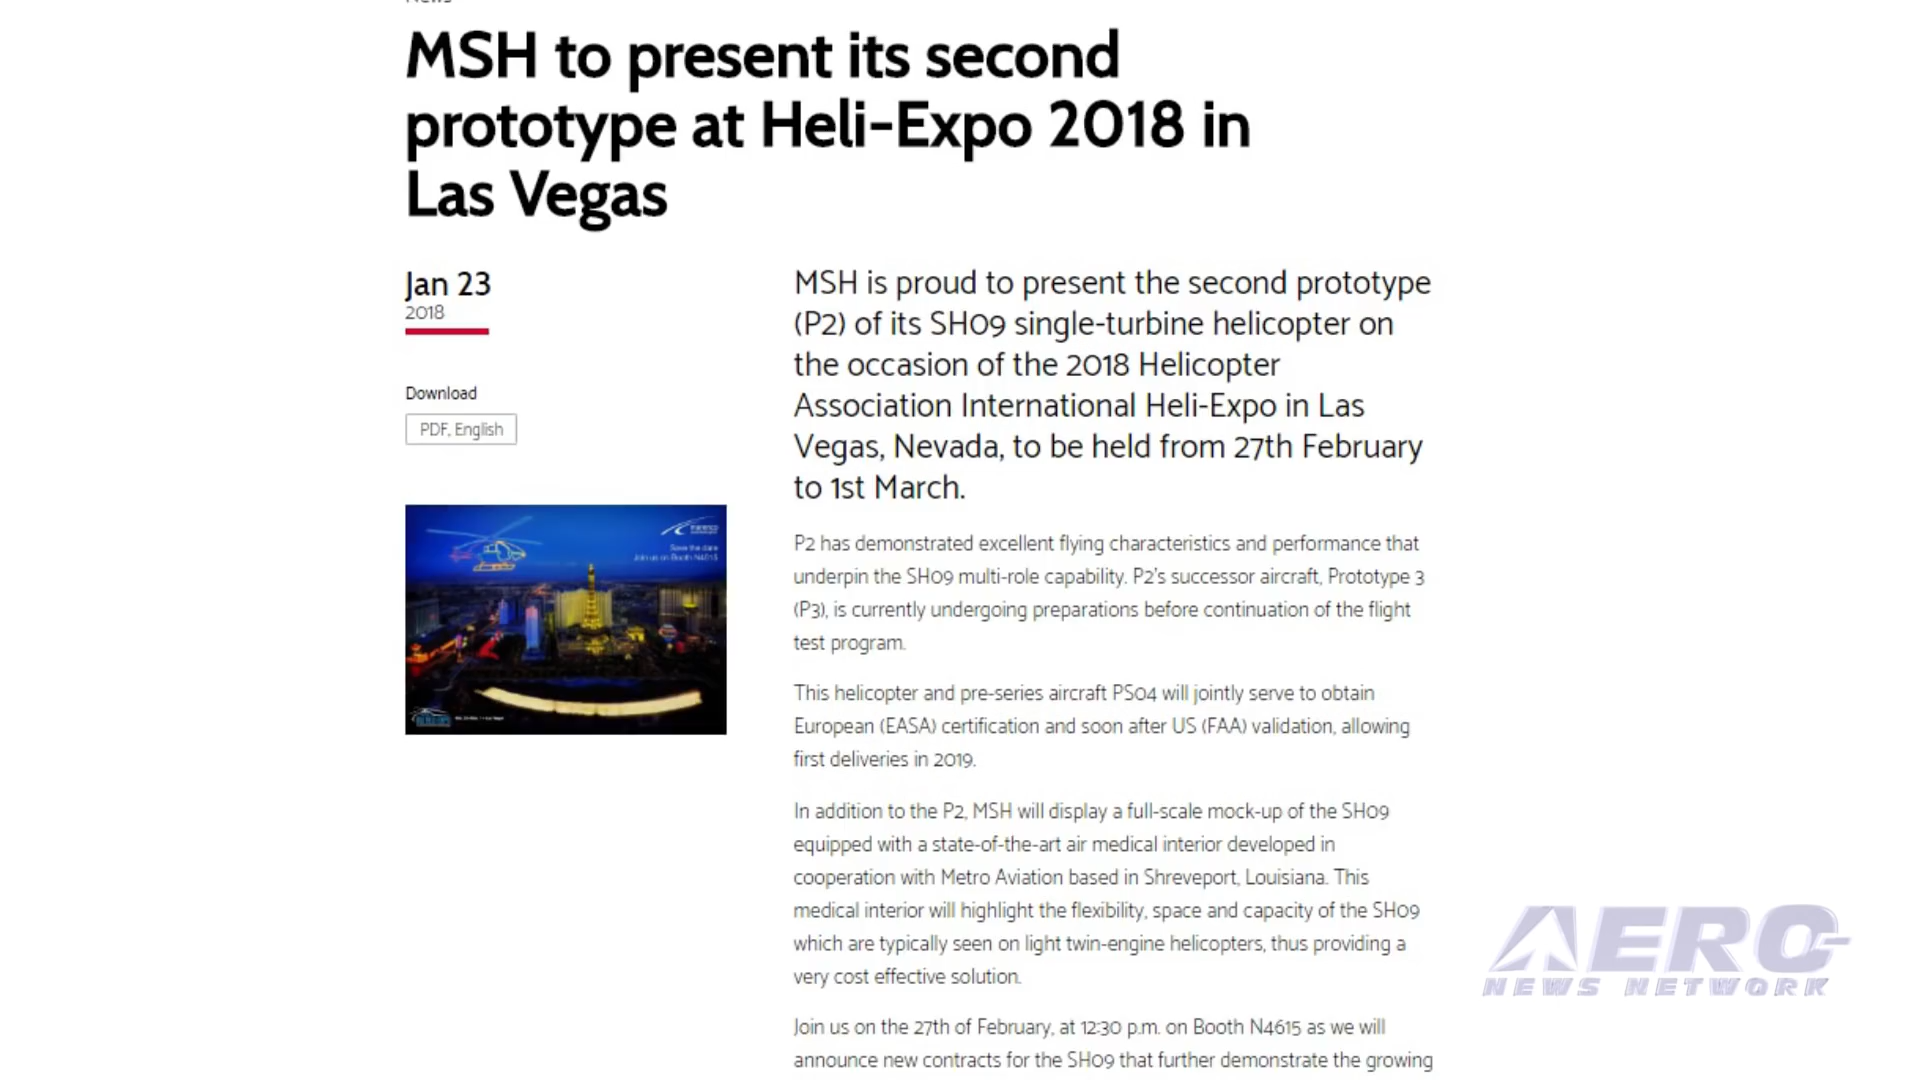 News
MSH to present its second
prototype at Heli-Expo 2018 in
Las Vegas
Jan 23
2018
Download
PDF, English
Save the date
Join us on Booth N4615
MSH is proud to present the second prototype
(P2) of its SH09 single-turbine helicopter on
the occasion of the 2018 Helicopter
Association International Heli-Expo in Las
Vegas, Nevada, to be held from 27th February
to 1st March.
P2 has demonstrated excellent flying characteristics and performance that
underpin the SH09 multi-role capability. P2's successor aircraft, Prototype 3
(P3), is currently undergoing preparations before continuation of the flight
test program.
This helicopter and pre-series aircraft PS04 will jointly serve to obtain
European (EASA) certification and soon after US (FAA) validation, allowing
first deliveries in 2019.
In addition to the P2, MSH will display a full-scale mock-up of the SH09
equipped with a state-of-the-art air medical interior developed in
cooperation with Metro Aviation based in Shreveport, Louisiana. This
medical interior will highlight the flexibility, space and capacity of the SH09
which are typically seen on light twin-engine helicopters, thus providing a
very cost effective solution.
Join us on the 27th of February, at 12:30 p.m. on Booth N4615 as we will
announce new contracts for the SH09 that further demonstrate the growing
AERO
NEWS NETWORK